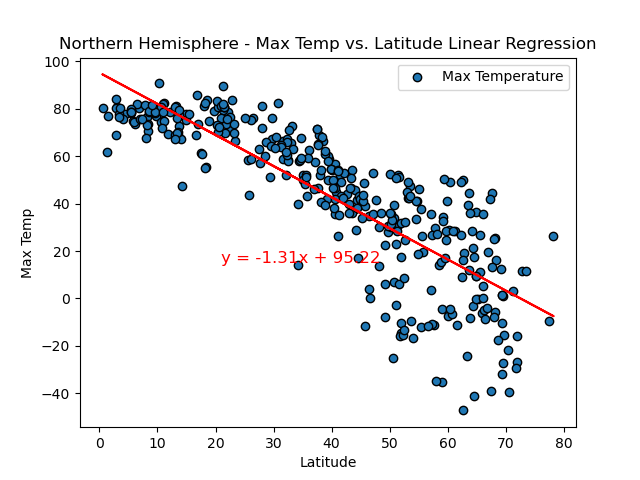 Northern Hemisphere - Max Temp vs. Latitude Linear Regression
Max Temperature
100
80
60
40
20
0
−20
−40
Max Temp
y = -1.31x + 95.22
0 10 20 30 40 50 60 70 80
Latitude